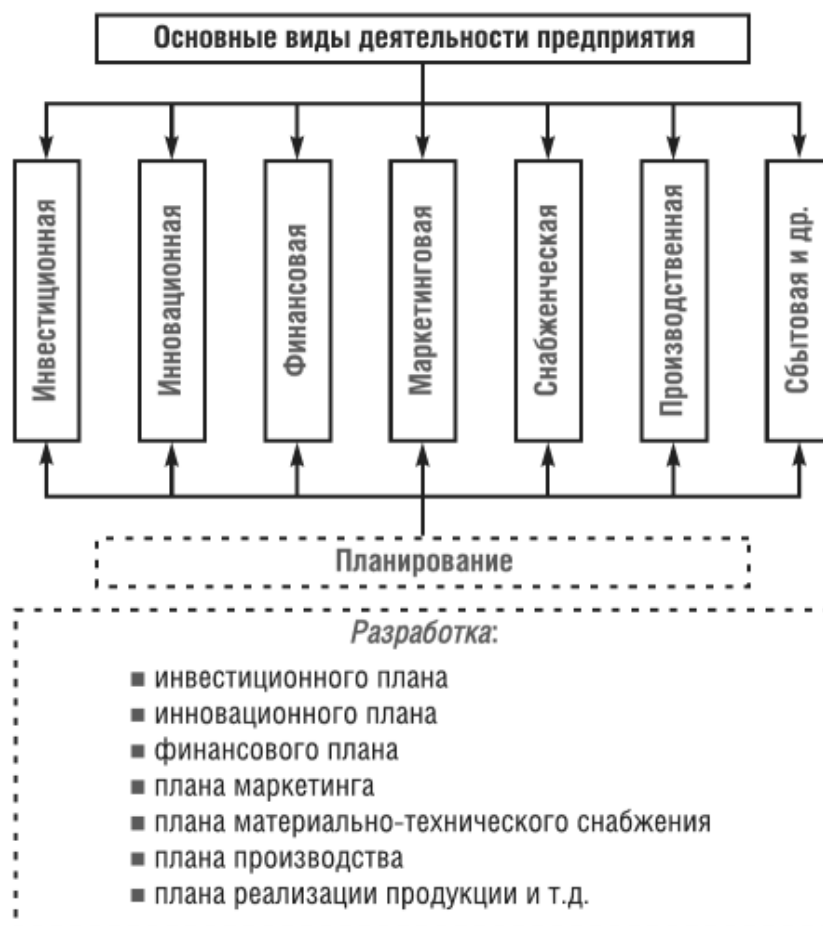 Основные виды деятельности предприятия
Инвестиционная
Инновационная
Финансовая
Маркетинговая
Снабженческая
Производственная
Сбытовая и др.
Планирование
Разработка:
■ инвестиционного плана
■ инновационного плана
■ финансового плана
■ плана маркетинга
■ плана материально-технического снабжения
■ плана производства
■ плана реализации продукции и т.д.